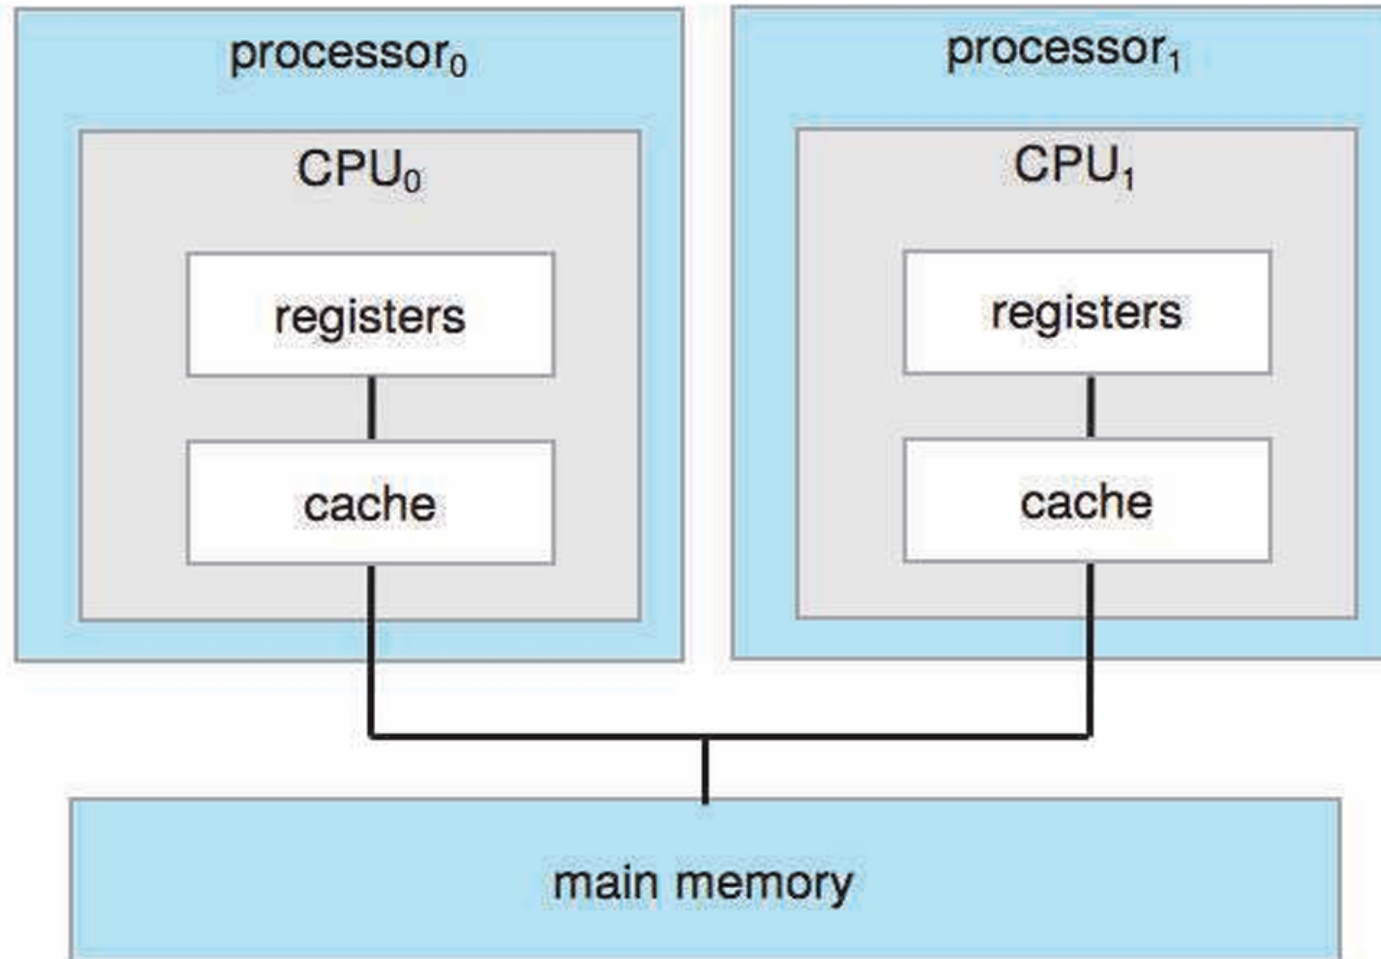 processor₀
CPU₀
registers
cache
processor₁
CPU₁
registers
cache
main memory